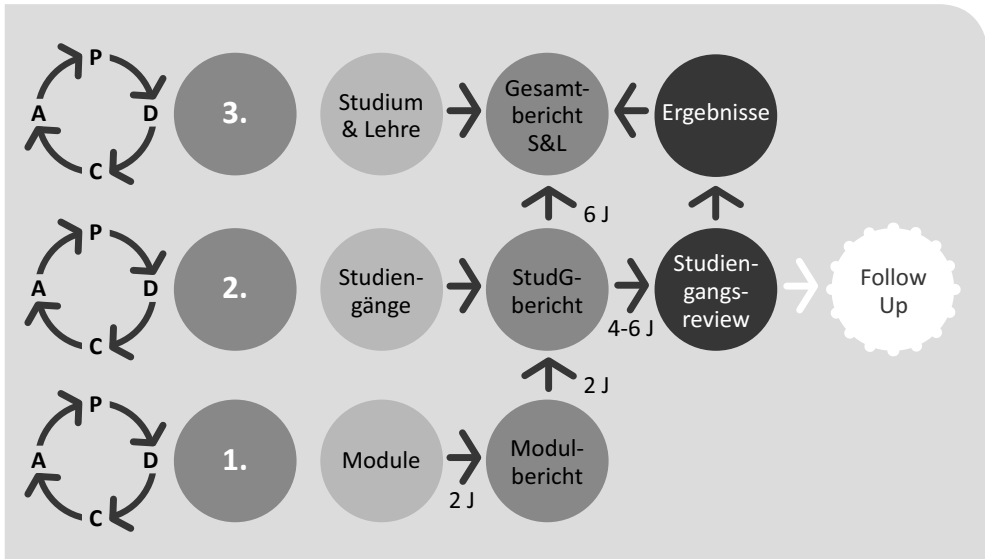 P
A
D
C
3.
Studium
& Lehre
Gesamt-
bericht
S&L
Ergebnisse
6 J
P
A
D
C
2.
Studien-
gänge
StudG-
bericht
4-6 J
Studien-
gangs-
review
Follow
Up
2 J
P
A
D
C
1.
Module
2 J
Modul-
bericht